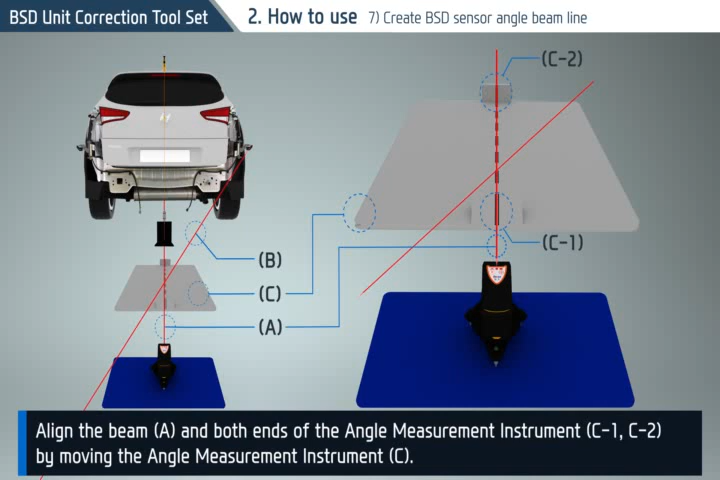 BSD Unit Correction Tool Set
2. How to use 7) Create BSD sensor angle beam line
(C-2)
(C-1)
(B)
(C)
(A)
Align the beam (A) and both ends of the Angle Measurement Instrument (C-1, C-2)
by moving the Angle Measurement Instrument (C).